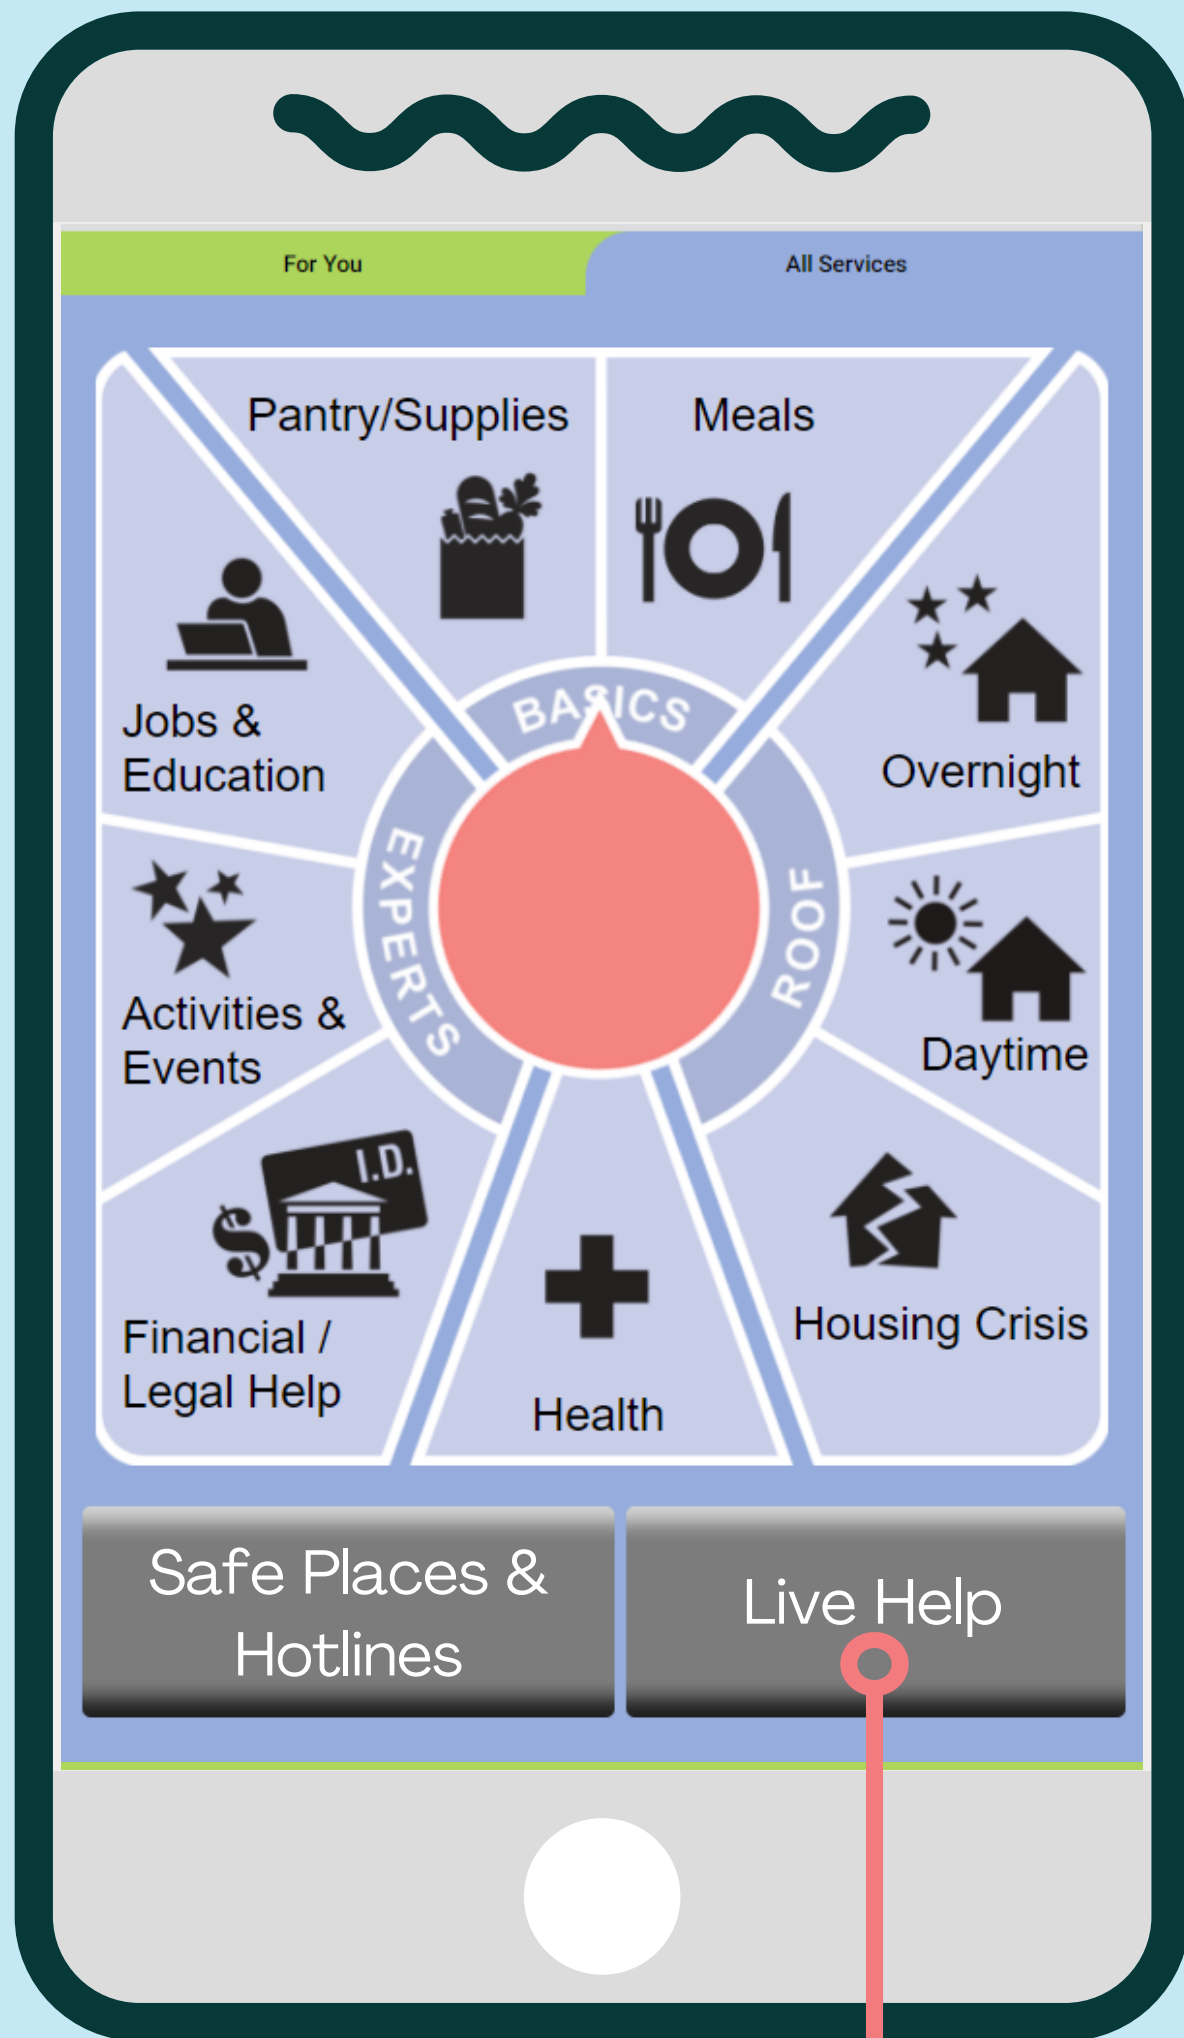 For You
All Services
Pantry/Supplies
Meals
Jobs &
Education
BASICS
Overnight
EXPERTS
ROOF
Activities &
Events
Daytime
I.D.
$
Financial /
Legal Help
Housing Crisis
Health
Safe Places &
Hotlines
Live Help